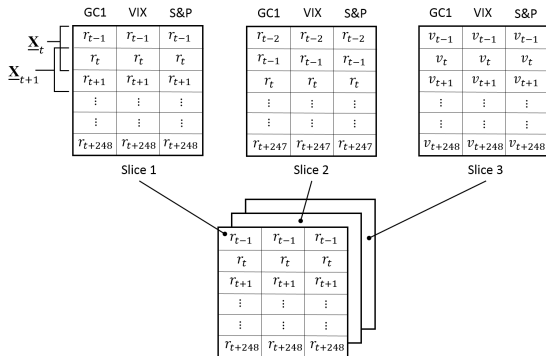 GC1 VIX S&P
r_{t−1} r_{t−1} r_{t−1}
r_t r_t r_t
r_{t+1} r_{t+1} r_{t+1}
⋮ ⋮ ⋮
⋮ ⋮ ⋮
r_{t+248} r_{t+248} r_{t+248}
X_t
X_{t+1}
Slice 1
GC1 VIX S&P
r_{t−2} r_{t−2} r_{t−2}
r_{t−1} r_{t−1} r_{t−1}
r_t r_t r_t
⋮ ⋮ ⋮
⋮ ⋮ ⋮
r_{t+247} r_{t+247} r_{t+247}
Slice 2
GC1 VIX S&P
v_{t−1} v_{t−1} v_{t−1}
v_t v_t v_t
v_{t+1} v_{t+1} v_{t+1}
⋮ ⋮ ⋮
⋮ ⋮ ⋮
v_{t+248} v_{t+248} v_{t+248}
Slice 3
r_{t−1} r_{t−1} r_{t−1}
r_t r_t r_t
r_{t+1} r_{t+1} r_{t+1}
⋮ ⋮ ⋮
⋮ ⋮ ⋮
r_{t+248} r_{t+248} r_{t+248}